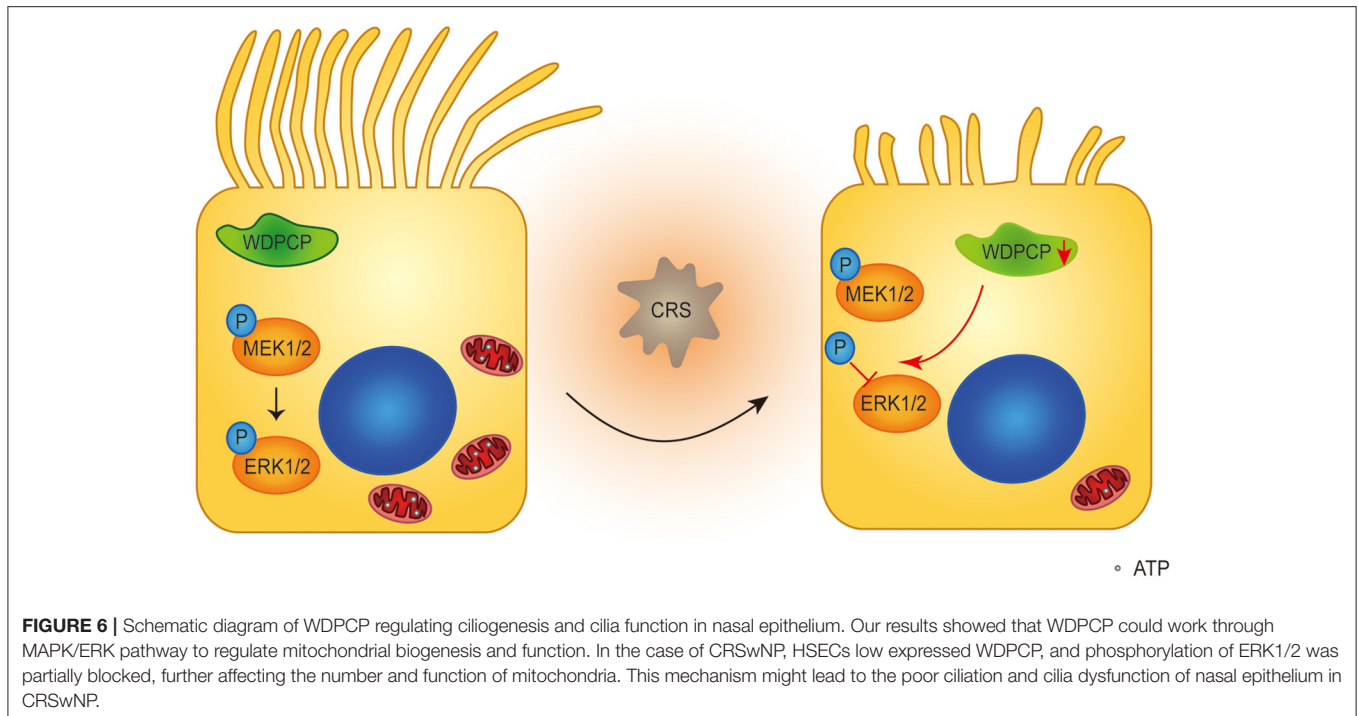 WDPCP
P
MEK1/2
P
ERK1/2
CRS
WDPCP
P
MEK1/2
P
ERK1/2
ATP
FIGURE 6 | Schematic diagram of WDPCP regulating ciliogenesis and cilia function in nasal epithelium. Our results showed that WDPCP could work through
MAPK/ERK pathway to regulate mitochondrial biogenesis and function. In the case of CRSwNP, HSECs low expressed WDPCP, and phosphorylation of ERK1/2 was
partially blocked, further affecting the number and function of mitochondria. This mechanism might lead to the poor ciliation and cilia dysfunction of nasal epithelium in
CRSwNP.